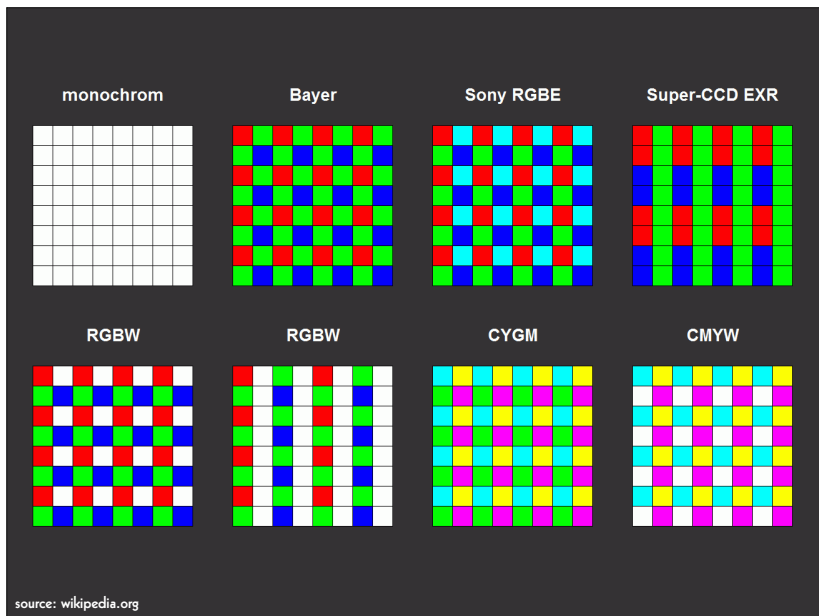 monochrom
Bayer
Sony RGBE
Super-CCD EXR
RGBW
RGBW
CYGM
CMYW
source: wikipedia.org